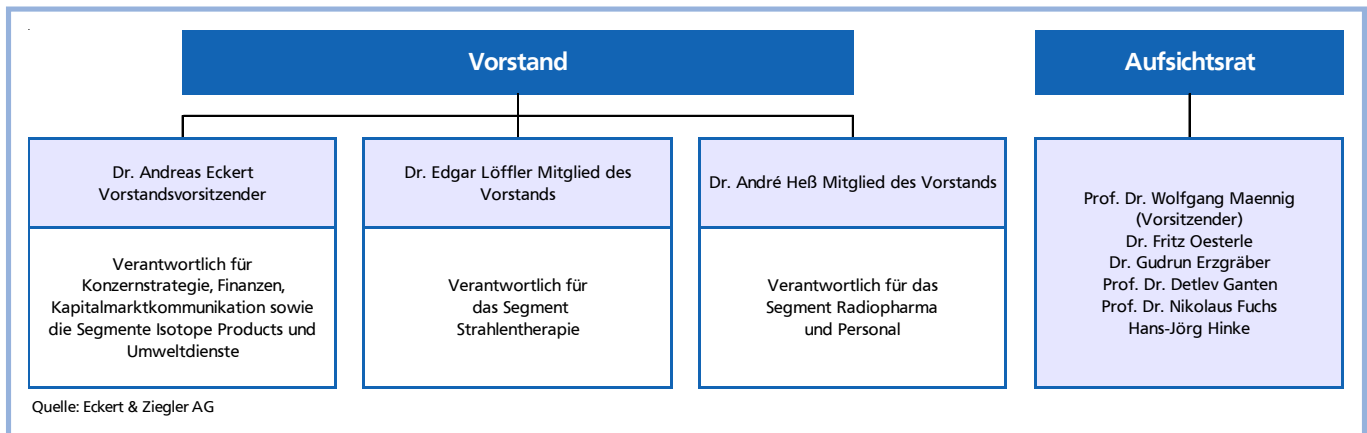 Vorstand
Aufsichtsrat
Dr. Andreas Eckert
Vorstandsvorsitzender
Dr. Edgar Löffler Mitglied des
Vorstands
Dr. André Heß Mitglied des Vorstands
Verantwortlich für
Konzernstrategie, Finanzen,
Kapitalmarktkommunikation sowie
die Segmente Isotope Products und
Umweltdienste
Verantwortlich für
das Segment
Strahlentherapie
Verantwortlich für das
Segment Radiopharma
und Personal
Prof. Dr. Wolfgang Maennig
(Vorsitzender)
Dr. Fritz Oesterle
Dr. Gudrun Erzgräber
Prof. Dr. Detlev Ganten
Prof. Dr. Nikolaus Fuchs
Hans-Jörg Hinke
Quelle: Eckert & Ziegler AG